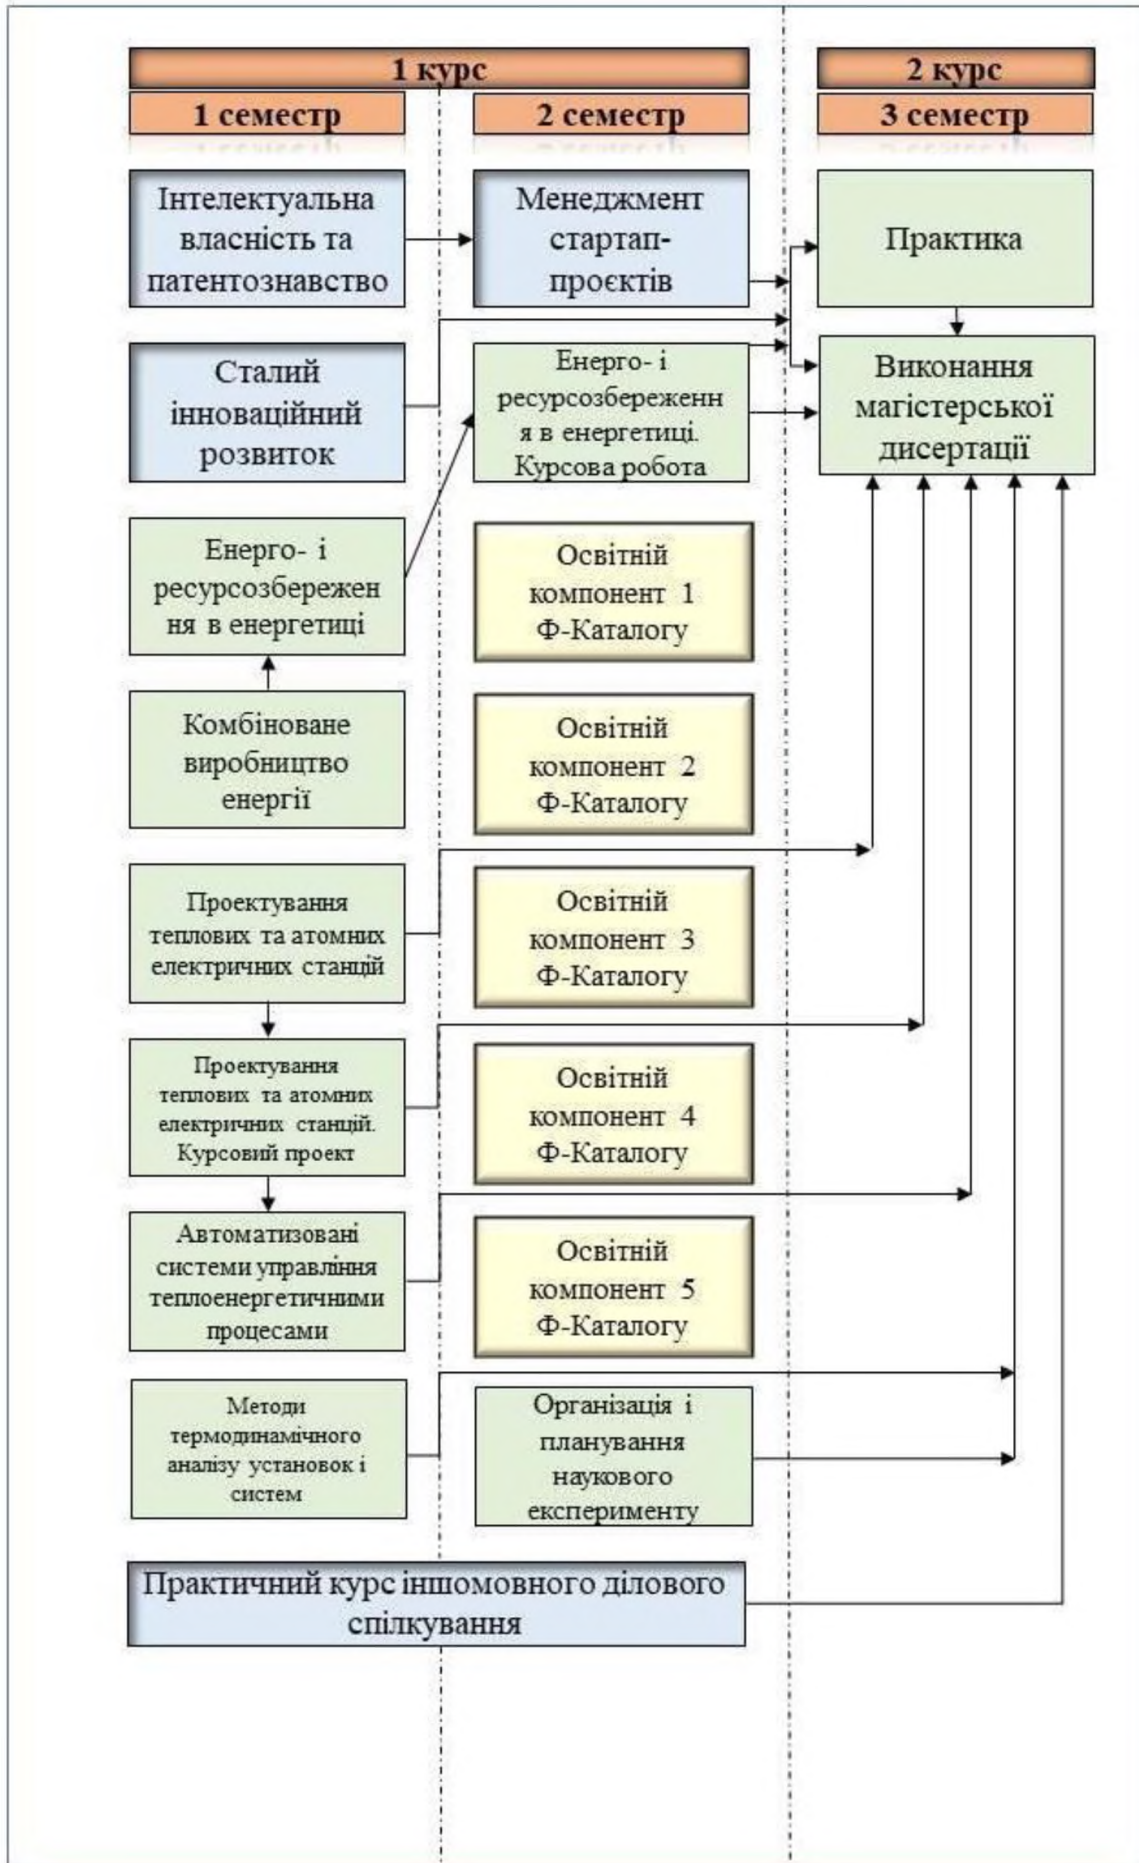 1 курс
2 курс
1 семестр
2 семестр
3 семестр
Інтелектуальна
власність та
патентознавство
Менеджмент
стартап-
проєктів
Практика
Сталий
інноваційний
розвиток
Енерго- і
ресурсозбереженн
я в енергетиці.
Курсова робота
Виконання
магістерської
дисертації
Енерго- і
ресурсозбережен
ня в енергетиці
Освітній
компонент 1
Ф-Каталогу
Комбіноване
виробництво
енергії
Освітній
компонент 2
Ф-Каталогу
Проектування
теплових та атомних
електричних станцій
Освітній
компонент 3
Ф-Каталогу
Проектування
теплових та атомних
електричних станцій.
Курсовий проект
Освітній
компонент 4
Ф-Каталогу
Автоматизовані
системи управління
теплоенергетичними
процесами
Освітній
компонент 5
Ф-Каталогу
Методи
термодинамічного
аналізу установок і
систем
Організація і
планування
наукового
експерименту
Практичний курс іншомовного ділового
спілкування